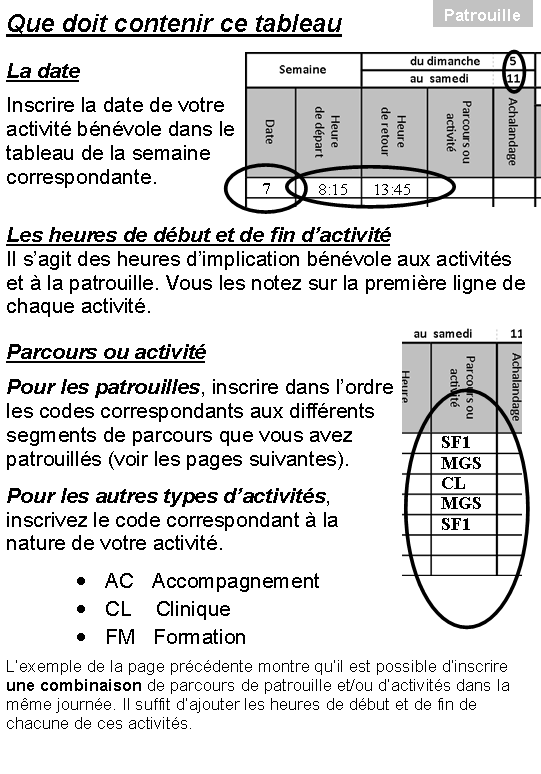 Patrouille
Que doit contenir ce tableau
La date
Inscrire la date de votre
activité bénévole dans le
tableau de la semaine
correspondante.
Semaine
du dimanche 5
au samedi 11
Date
Heure
de départ
Heure
de retour
Parcours ou
activité
Achalandage
7 8:15 13:45
Les heures de début et de fin d'activité
Il s'agit des heures d'implication bénévole aux activités
et à la patrouille. Vous les notez sur la première ligne de
chaque activité.
Parcours ou activité
Pour les patrouilles, inscrire dans l'ordre
les codes correspondants aux différents
segments de parcours que vous avez
patrouillés (voir les pages suivantes).
Pour les autres types d'activités,
inscrivez le code correspondant à la
nature de votre activité.
au samedi 11
Heure
Parcours ou
activité
Achalandage
SF1
MGS
CL
MGS
SF1
• AC Accompagnement
• CL Clinique
• FM Formation
L'exemple de la page précédente montre qu'il est possible d'inscrire
une combinaison de parcours de patrouille et/ou d'activités dans la
même journée. Il suffit d'ajouter les heures de début et de fin de
chacune de ces activités.